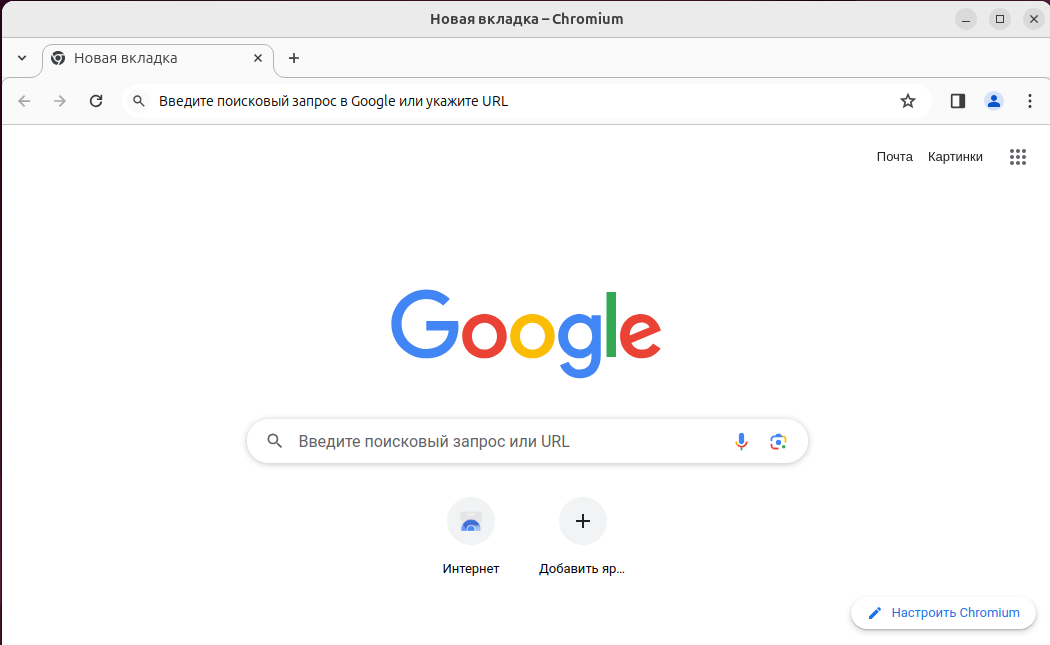 Новая вкладка – Chromium
Новая вкладка
Введите поисковый запрос в Google или укажите URL
Почта Картинки
Google
Введите поисковый запрос или URL
Интернет Добавить яр...
Настроить Chromium